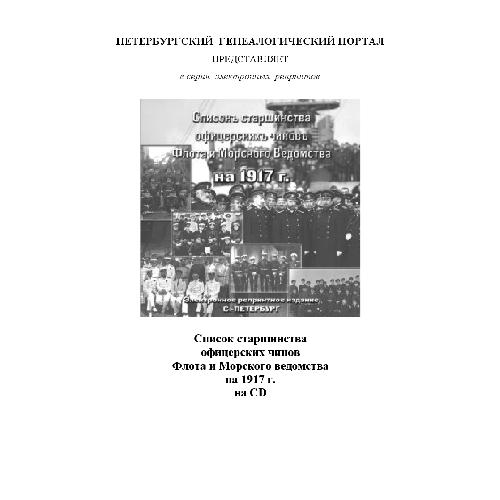 ПЕТЕРБУРГСКИЙ ГЕНЕАЛОГИЧЕСКИЙ ПОРТАЛ
ПРЕДСТАВЛЯЕТ
в серии электронных репринтов
Списокъ старшинства
офицерскихъ чиновъ
Флота и Морского Ведомства
на 1917 г.
Электронное репринтное издание,
С-ПЕТЕРБУРГ
Список старшинства
офицерских чинов
Флота и Морского ведомства
на 1917 г.
на CD